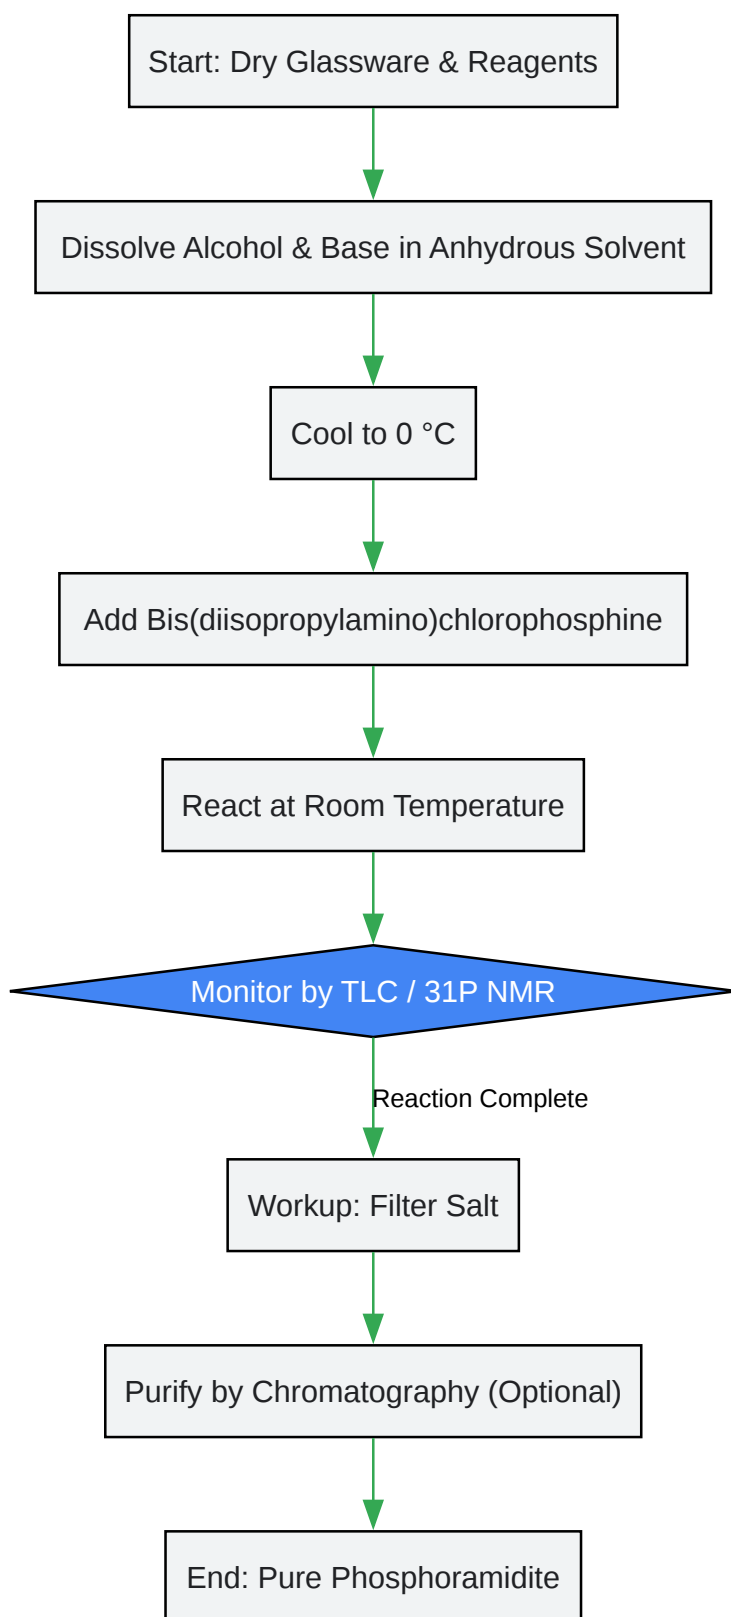 Start: Dry Glassware & Reagents
Dissolve Alcohol & Base in Anhydrous Solvent
Cool to 0 °C
Add Bis(diisopropylamino)chlorophosphine
React at Room Temperature
Monitor by TLC / 31P NMR
Reaction Complete
Workup: Filter Salt
Purify by Chromatography (Optional)
End: Pure Phosphoramidite